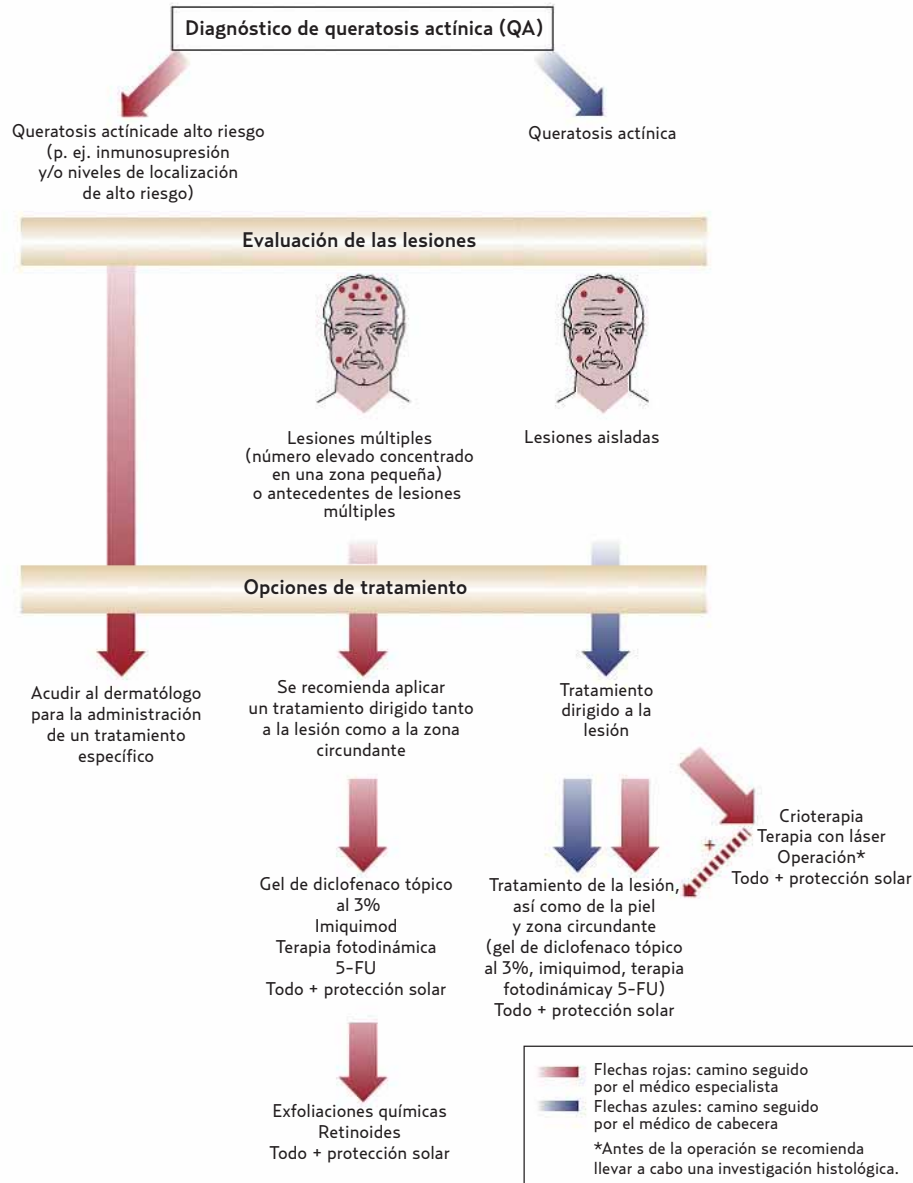 Diagnóstico de queratosis actínica (QA)
Queratosis actínicade alto riesgo
(p. ej. inmunosupresión
y/o niveles de localización
de alto riesgo)
Queratosis actínica
Evaluación de las lesiones
Lesiones múltiples
(número elevado concentrado
en una zona pequeña)
o antecedentes de lesiones
múltiples
Lesiones aisladas
Opciones de tratamiento
Acudir al dermatólogo
para la administración
de un tratamiento
específico
Se recomienda aplicar
un tratamiento dirigido tanto
a la lesión como a la zona
circundante
Tratamiento
dirigido a la
lesión
Crioterapia
Terapia con láser
Operación*
Todo + protección solar
+
Gel de diclofenaco tópico
al 3%
Imiquimod
Terapia fotodinámica
5-FU
Todo + protección solar
Tratamiento de la lesión,
así como de la piel
y zona circundante
(gel de diclofenaco tópico
al 3%, imiquimod, terapia
fotodinámicay 5-FU)
Todo + protección solar
Exfoliaciones químicas
Retinoides
Todo + protección solar
Flechas rojas: camino seguido
por el médico especialista
Flechas azules: camino seguido
por el médico de cabecera
*Antes de la operación se recomienda
llevar a cabo una investigación histológica.